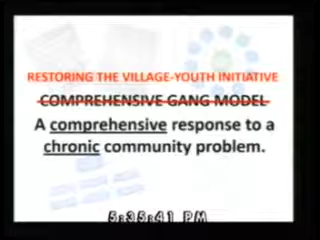 RESTORING THE VILLAGE-YOUTH INITIATIVE
COMPREHENSIVE GANG MODEL
A comprehensive response to a
chronic community problem.
5:35:41 PM